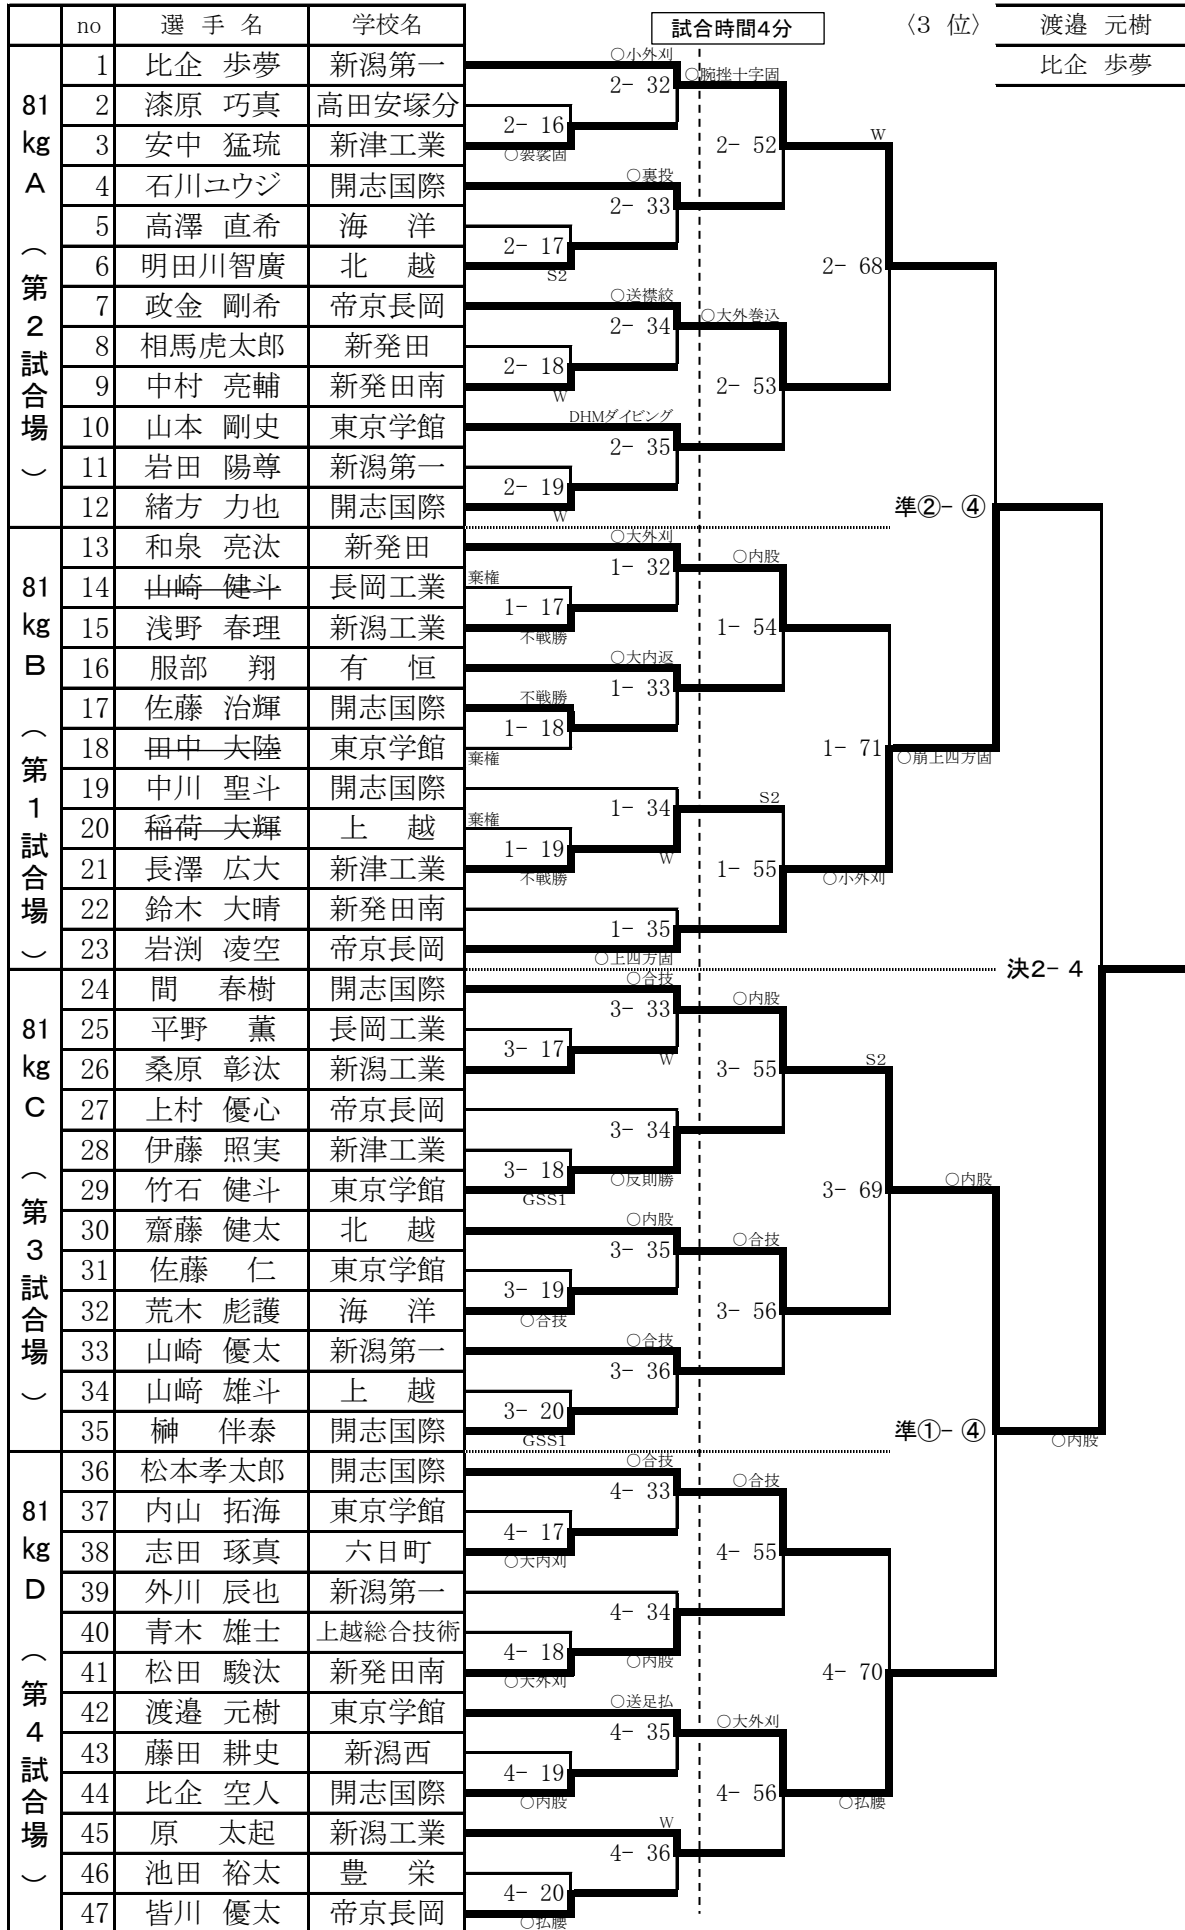 no 選手名 学校名 試合時間4分 〈3 位〉 渡邉 元樹
比企 歩夢
81kgA（第2試合場）
1 比企 歩夢 新潟第一
2 漆原 巧真 高田安塚分
3 安中 猛琉 新津工業
4 石川ユウジ 開志国際
5 高澤 直希 海 洋
6 明田川智廣 北 越
7 政金 剛希 帝京長岡
8 相馬虎太郎 新発田
9 中村 亮輔 新発田南
10 山本 剛史 東京学館
11 岩田 陽尊 新潟第一
12 緒方 力也 開志国際
81kgB（第1試合場）
13 和泉 亮汰 新発田
14 山崎 健斗 長岡工業
15 浅野 春理 新潟工業
16 服部 翔 有 恒
17 佐藤 治輝 開志国際
18 田中 大陸 東京学館
19 中川 聖斗 開志国際
20 稲荷 大輝 上 越
21 長澤 広大 新津工業
22 鈴木 大晴 新発田南
23 岩渕 凌空 帝京長岡
81kgC（第3試合場）
24 間 春樹 開志国際
25 平野 薫 長岡工業
26 桑原 彰汰 新潟工業
27 上村 優心 帝京長岡
28 伊藤 照実 新津工業
29 竹石 健斗 東京学館
30 齋藤 健太 北 越
31 佐藤 仁 東京学館
32 荒木 彪護 海 洋
33 山崎 優太 新潟第一
34 山﨑 雄斗 上 越
35 榊 伴泰 開志国際
81kgD（第4試合場）
36 松本孝太郎 開志国際
37 内山 拓海 東京学館
38 志田 琢真 六日町
39 外川 辰也 新潟第一
40 青木 雄士 上越総合技術
41 松田 駿汰 新発田南
42 渡邉 元樹 東京学館
43 藤田 耕史 新潟西
44 比企 空人 開志国際
45 原 太起 新潟工業
46 池田 裕太 豊 栄
47 皆川 優太 帝京長岡
2- 16
○袈裟固
2- 17
S2
2- 18
W
2- 19
W
棄権
1- 17
不戦勝
不戦勝
1- 18
棄権
棄権
1- 19
不戦勝
3- 17
W
3- 18
GSS1
3- 19
○合技
3- 20
GSS1
4- 17
○大内刈
4- 18
○大外刈
4- 19
○内股
4- 20
○払腰
○小外刈
2- 32
○裏投
2- 33
○送襟絞
2- 34
DHMダイビング
2- 35
○大外刈
1- 32
○大内返
1- 33
1- 34
W
1- 35
○上四方固
○合技
3- 33
3- 34
○反則勝
○内股
3- 35
○合技
3- 36
○合技
4- 33
4- 34
○内股
○送足払
4- 35
W
4- 36
○腕挫十字固
2- 52
○大外巻込
2- 53
○内股
1- 54
S2
1- 55
○内股
3- 55
○合技
3- 56
○合技
4- 55
○大外刈
4- 56
W
2- 68
1- 71
○小外刈
S2
3- 69
4- 70
○払腰
準②- ④
○崩上四方固
○内股
準①- ④
決2- 4
○内股